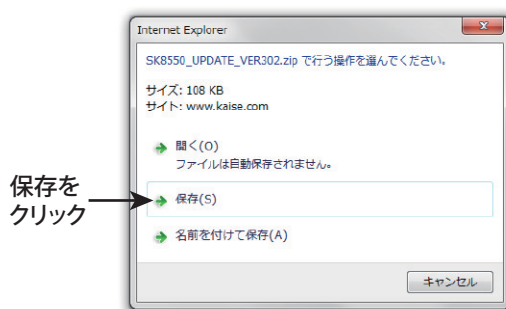 Internet Explorer
SK8550_UPDATE_VER302.zip で行う操作を選んでください。
サイズ: 108 KB
サイト: www.kaise.com
開く(O)
ファイルは自動保存されません。
保存を
クリック
保存(S)
名前を付けて保存(A)
キャンセル